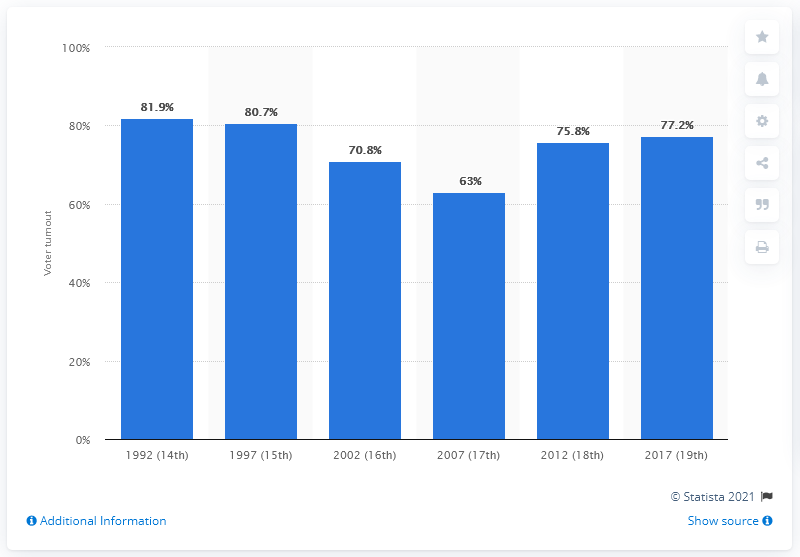 100%
80%
60%
40%
20%
0%
Voter turnout
81.9%
80.7%
70.8%
63%
75.8%
77.2%
1992 (14th)
1997 (15th)
2002 (16th)
2007 (17th)
2012 (18th)
2017 (19th)
© Statista 2021
Additional Information
Show source